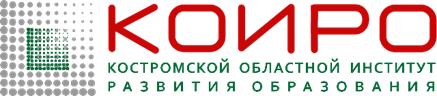 КОИРО
КОСТРОМСКОЙ ОБЛАСТНОЙ ИНСТИТУТ
РАЗВИТИЯ ОБРАЗОВАНИЯ